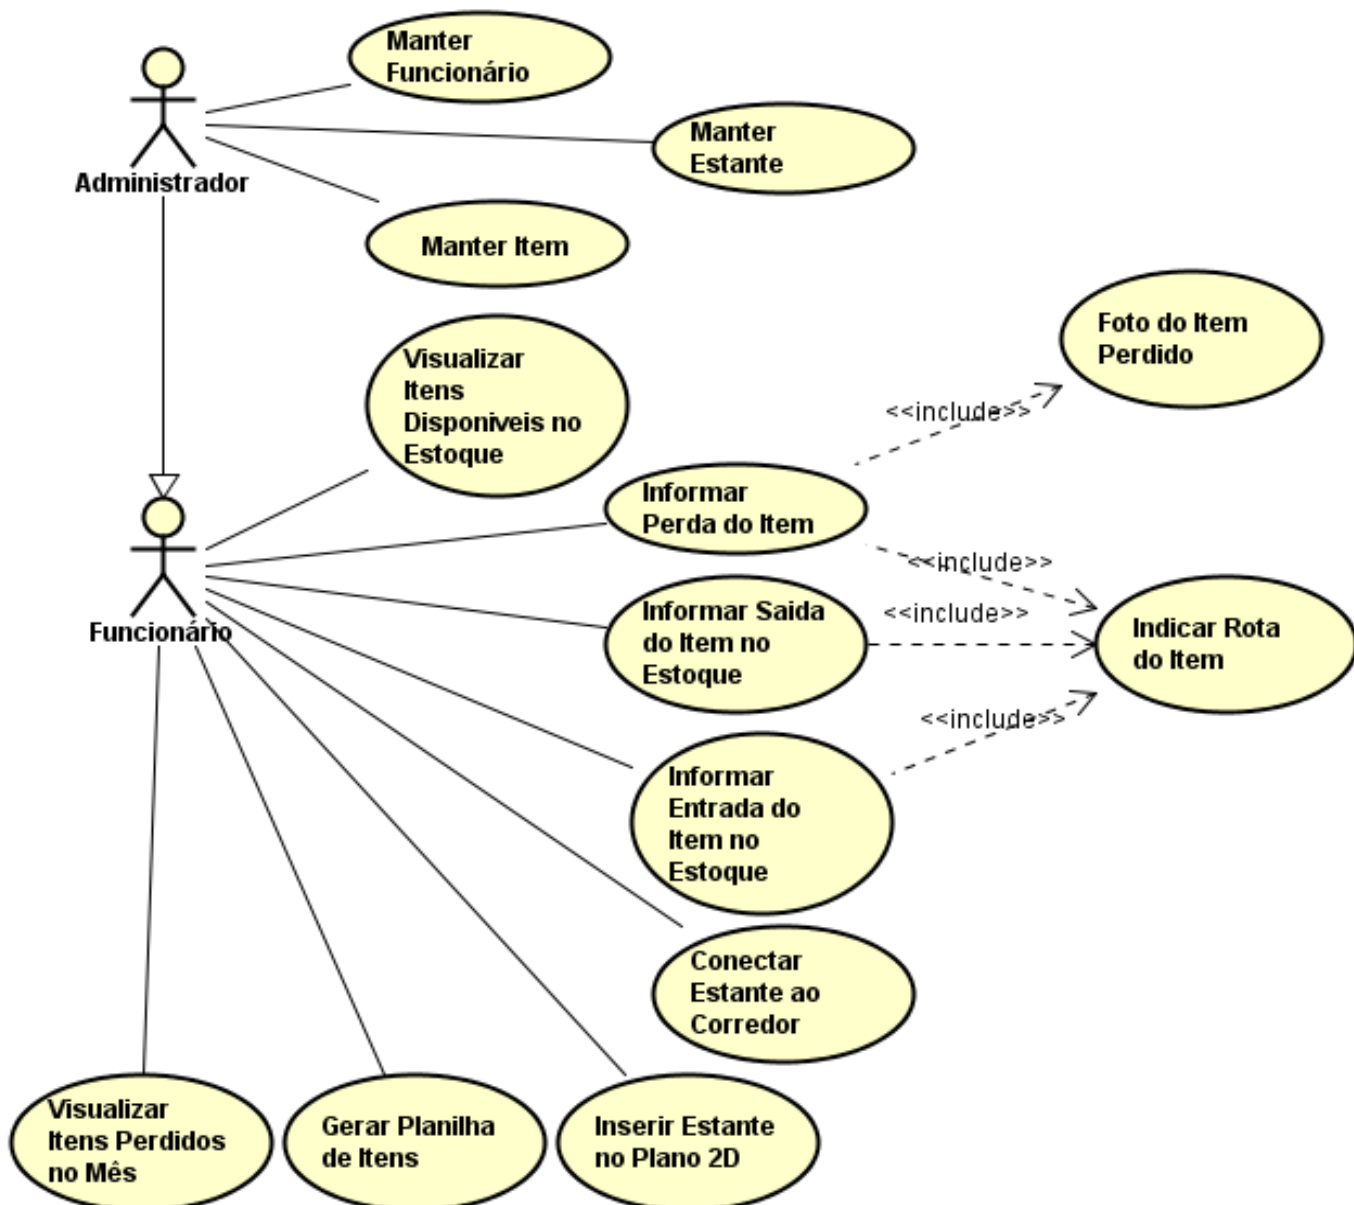 Manter
Funcionário
Manter
Estante
Administrador
Manter Item
Foto do Item
Perdido
Visualizar
Itens
Disponiveis no
Estoque
<<include>>
Informar
Perda do Item
<<include>>
Informar Saida
do Item no
Estoque
<<include>>
Indicar Rota
do Item
Funcionário
<<include>>
Informar
Entrada do
Item no
Estoque
Conectar
Estante ao
Corredor
Visualizar
Itens Perdidos
no Mês
Gerar Planilha
de Itens
Inserir Estante
no Plano 2D